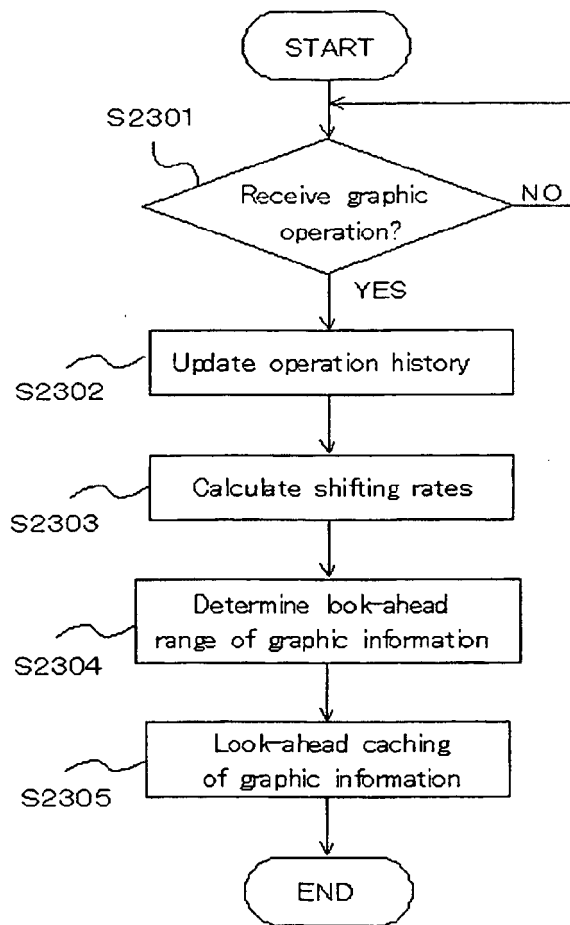 START
S2301
Receive graphic
operation?
NO
YES
Update operation history
S2302
Calculate shifting rates
S2303
Determine look-ahead
range of graphic information
S2304
Look-ahead caching
of graphic information
S2305
END